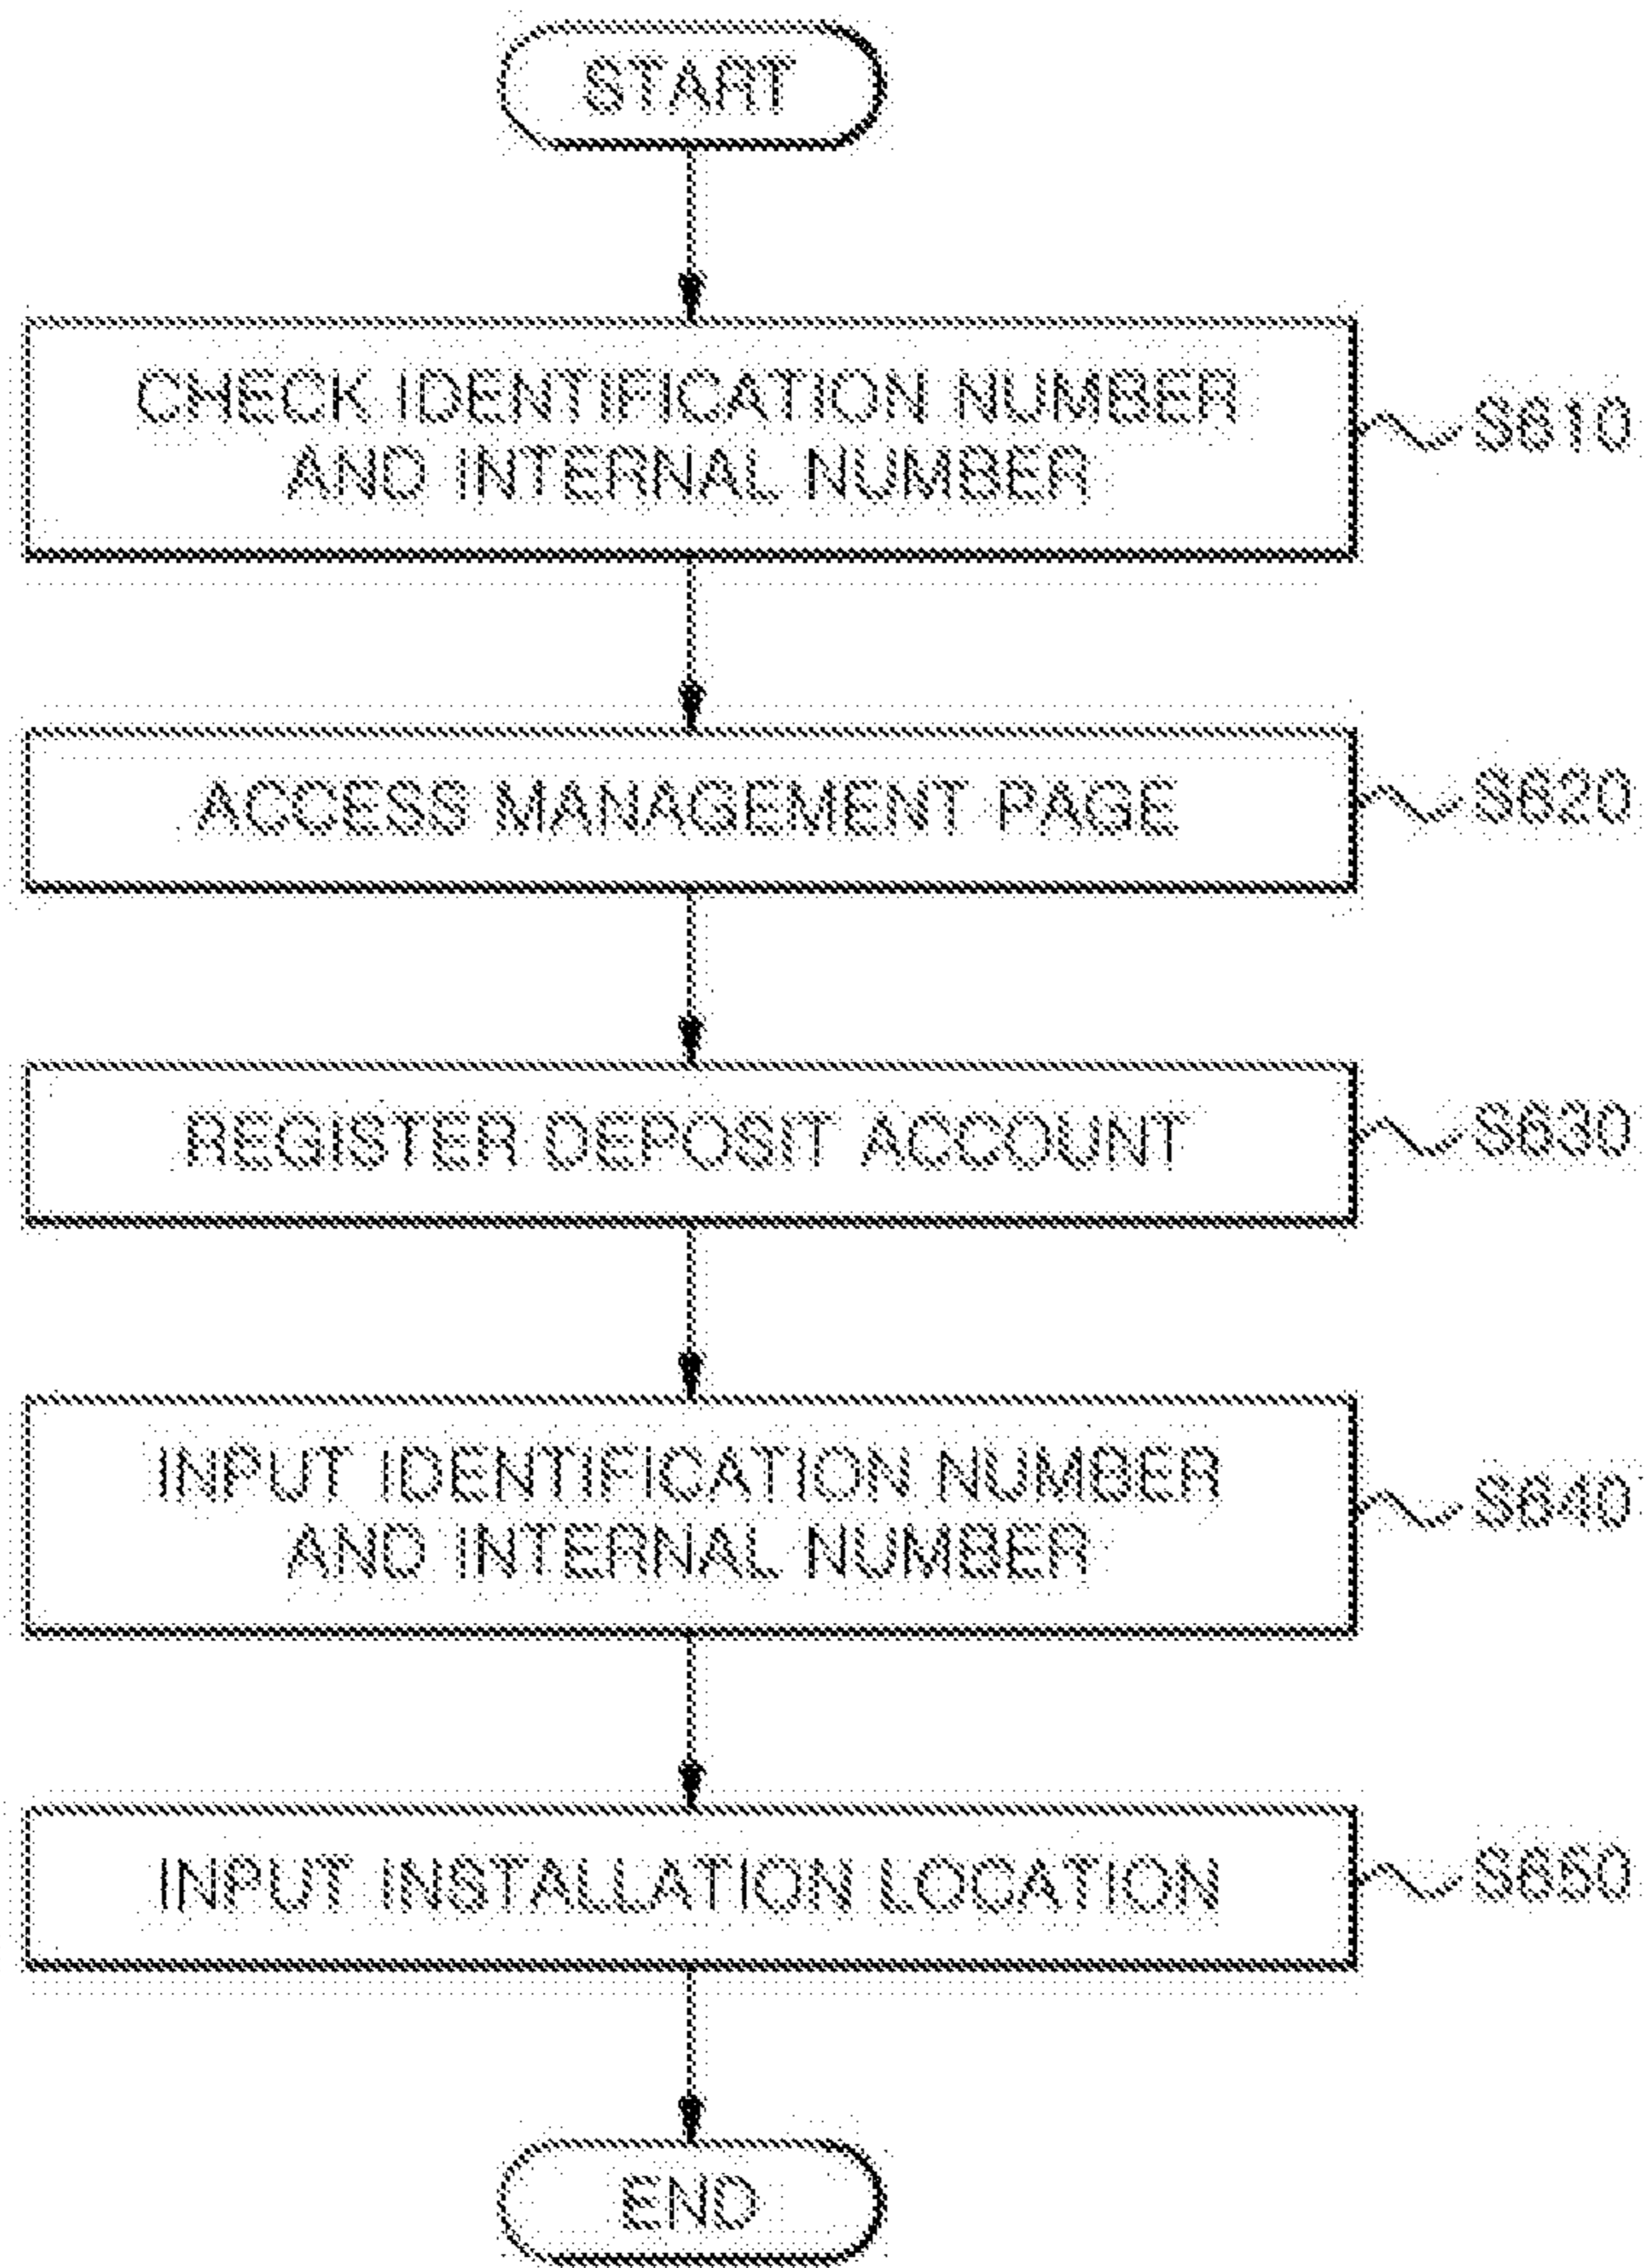 START
CHECK IDENTIFICATION NUMBER
AND INTERNAL NUMBER
S610
ACCESS MANAGEMENT PAGE
S620
REGISTER DEPOSIT ACCOUNT
S630
INPUT IDENTIFICATION NUMBER
AND INTERNAL NUMBER
S640
INPUT INSTALLATION LOCATION
S650
END